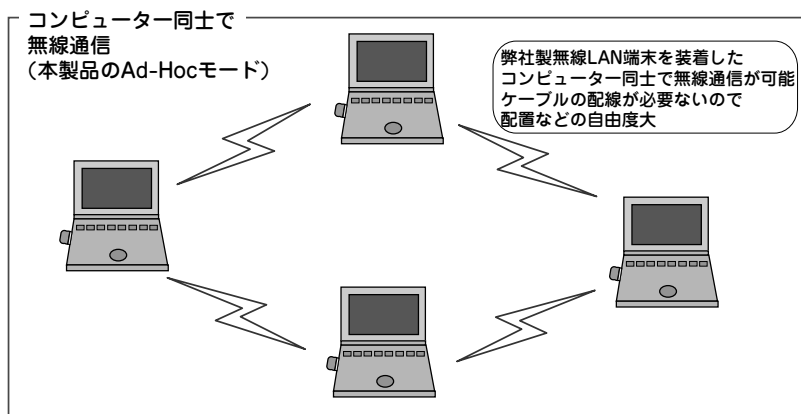 コンピューター同士で
無線通信
(本製品のAd-Hocモード)
弊社製無線LAN端末を装着した
コンピューター同士で無線通信が可能
ケーブルの配線が必要ないので
配置などの自由度大